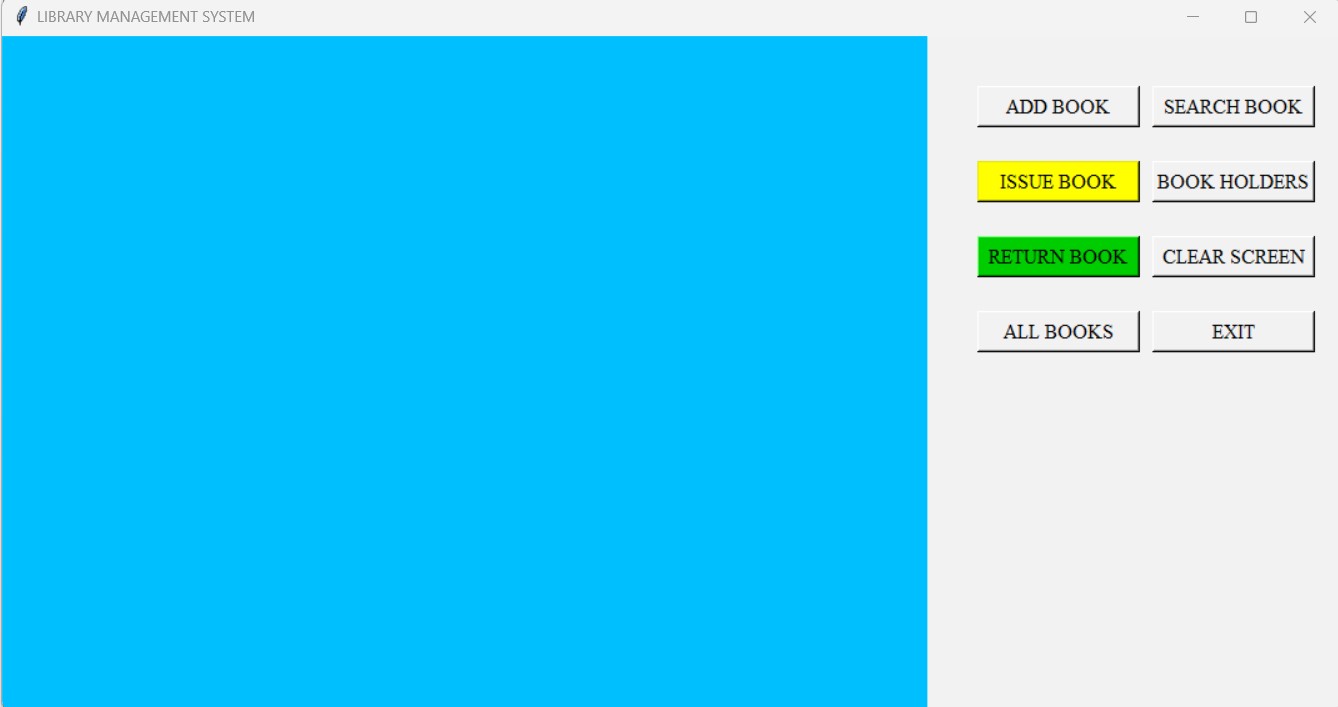 LIBRARY MANAGEMENT SYSTEM
ADD BOOK
SEARCH BOOK
ISSUE BOOK
BOOK HOLDERS
RETURN BOOK
CLEAR SCREEN
ALL BOOKS
EXIT